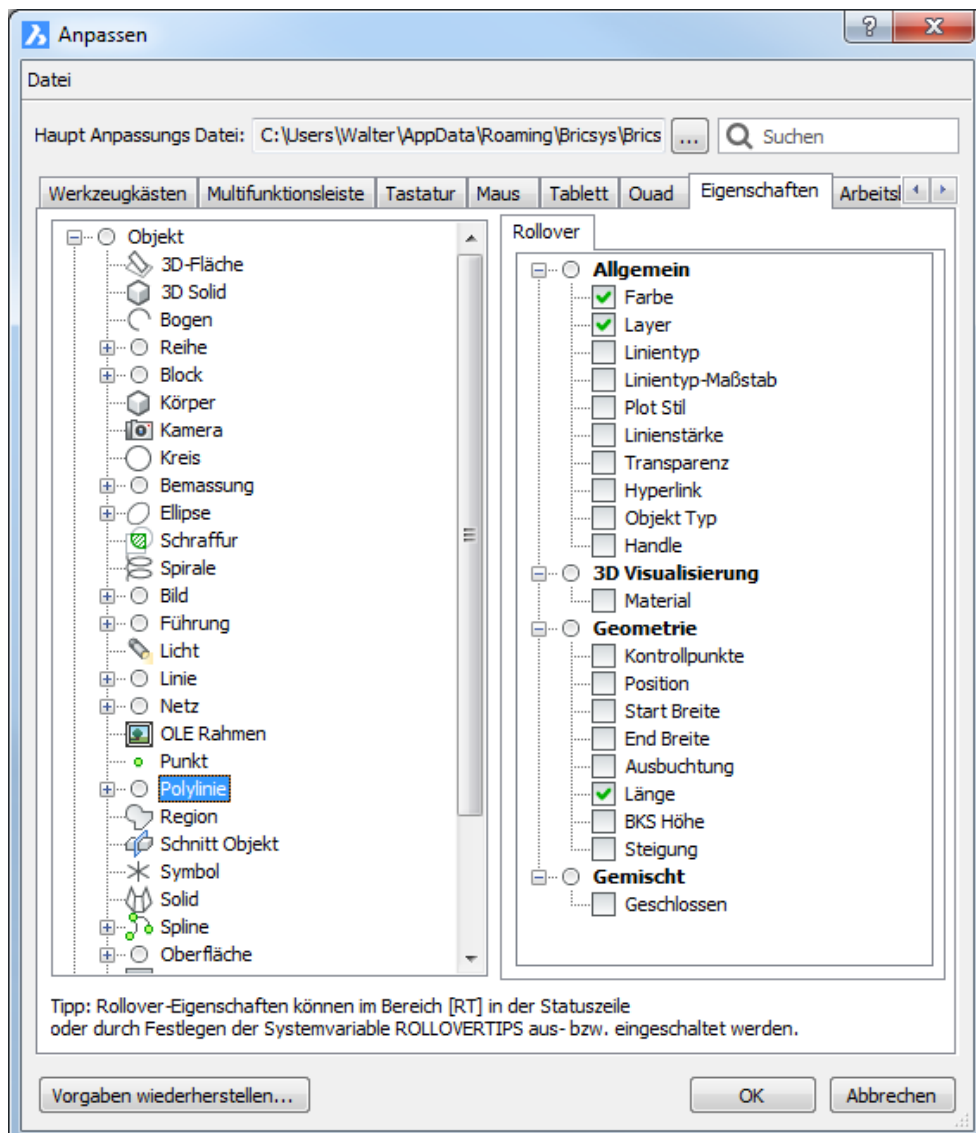 Anpassen
Datei
Haupt Anpassungs Datei: C:\Users\Walter\AppData\Roaming\Bricsys\Brics ... Suchen
Werkzeugkästen Multifunktionsleiste Tastatur Maus Tablett Quad Eigenschaften Arbeitsl
Objekt
3D-Fläche
3D Solid
Bogen
Reihe
Block
Körper
Kamera
Kreis
Bemassung
Ellipse
Schraffur
Spirale
Bild
Führung
Licht
Linie
Netz
OLE Rahmen
Punkt
Polylinie
Region
Schnitt Objekt
Symbol
Solid
Spline
Oberfläche
Rollover
Allgemein
Farbe
Layer
Linientyp
Linientyp-Maßstab
Plot Stil
Linienstärke
Transparenz
Hyperlink
Objekt Typ
Handle
3D Visualisierung
Material
Geometrie
Kontrollpunkte
Position
Start Breite
End Breite
Ausbuchtung
Länge
BKS Höhe
Steigung
Gemischt
Geschlossen
Tipp: Rollover-Eigenschaften können im Bereich [RT] in der Statuszeile
oder durch Festlegen der Systemvariable ROLLOVERTIPS aus- bzw. eingeschaltet werden.
Vorgaben wiederherstellen... OK Abbrechen